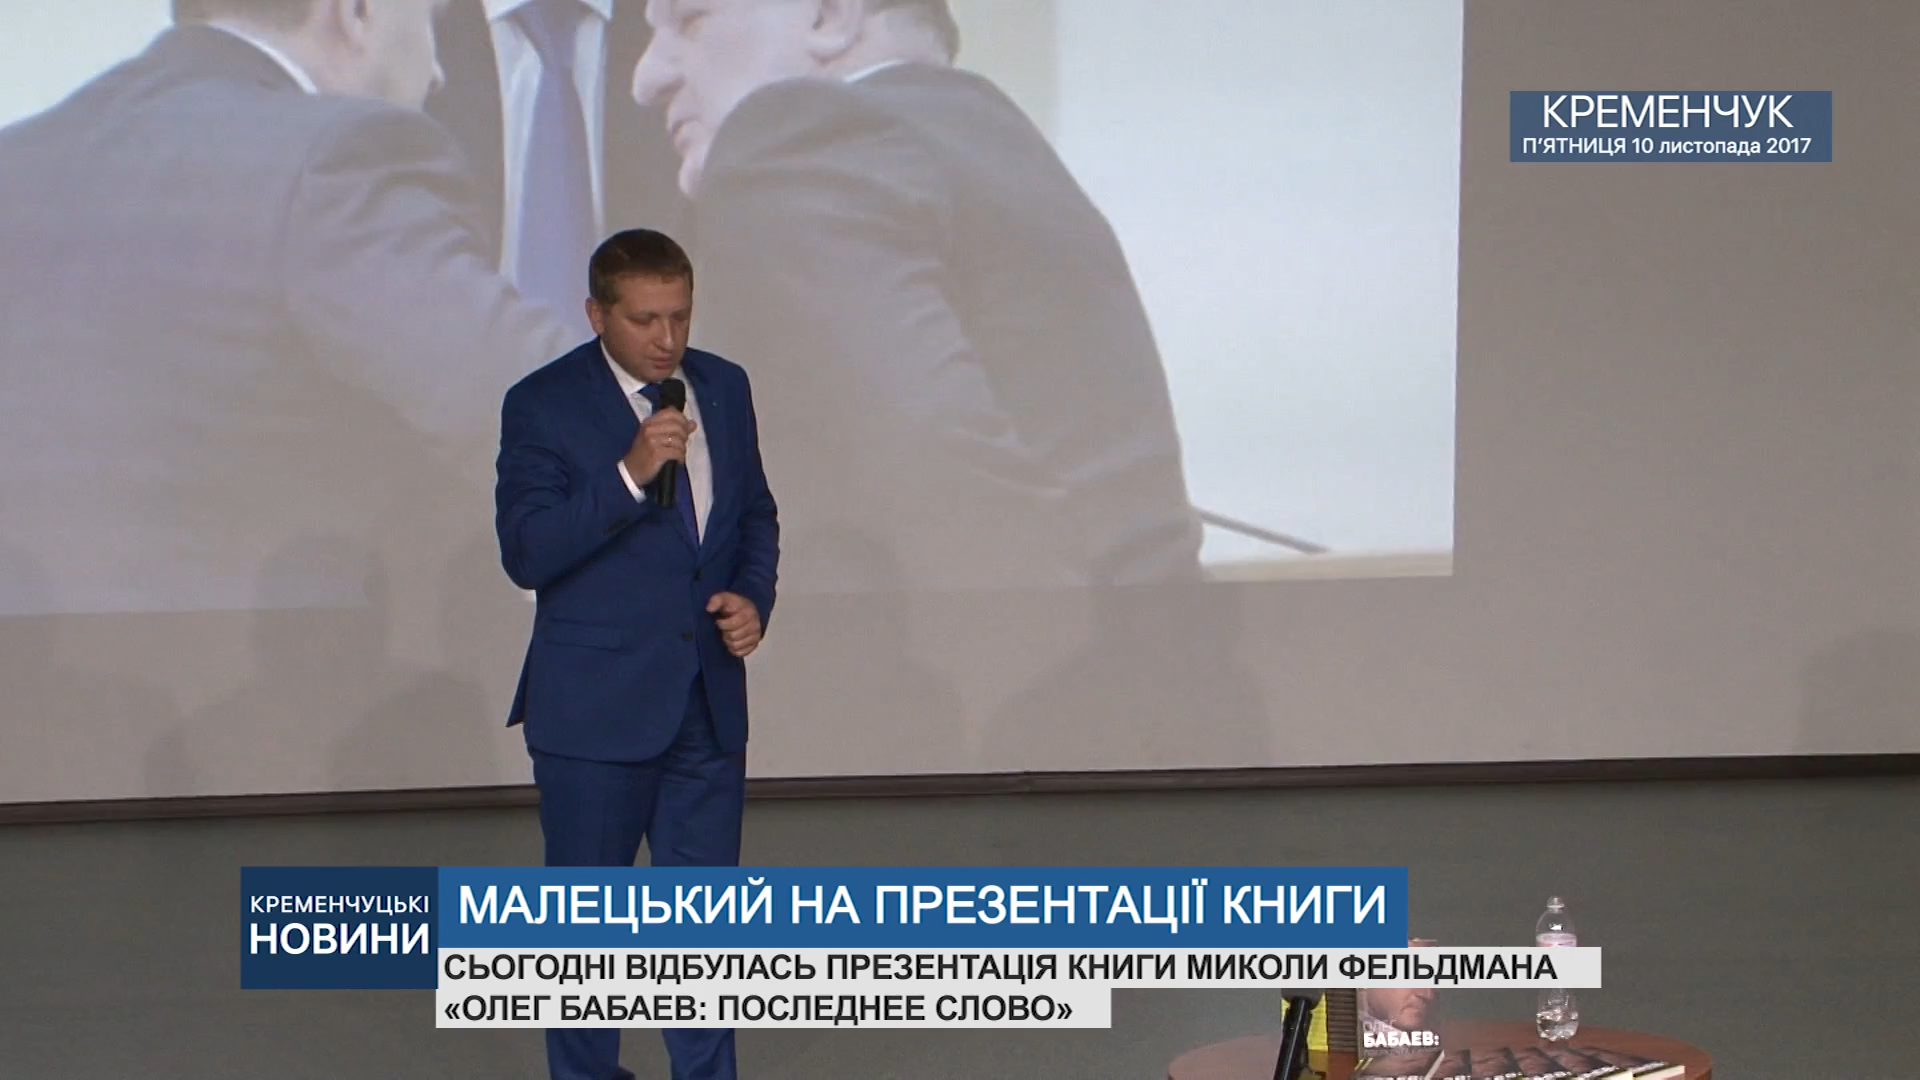 КРЕМЕНЧУК
П'ЯТНИЦЯ 10 листопада 2017
КРЕМЕНЧУЦЬКІ
НОВИНИ
МАЛЕЦЬКИЙ НА ПРЕЗЕНТАЦІЇ КНИГИ
СЬОГОДНІ ВІДБУЛАСЬ ПРЕЗЕНТАЦІЯ КНИГИ МИКОЛИ ФЕЛЬДМАНА
«ОЛЕГ БАБАЕВ: ПОСЛЕДНЕЕ СЛОВО»
ОЛЕГ
БАБАЕВ: